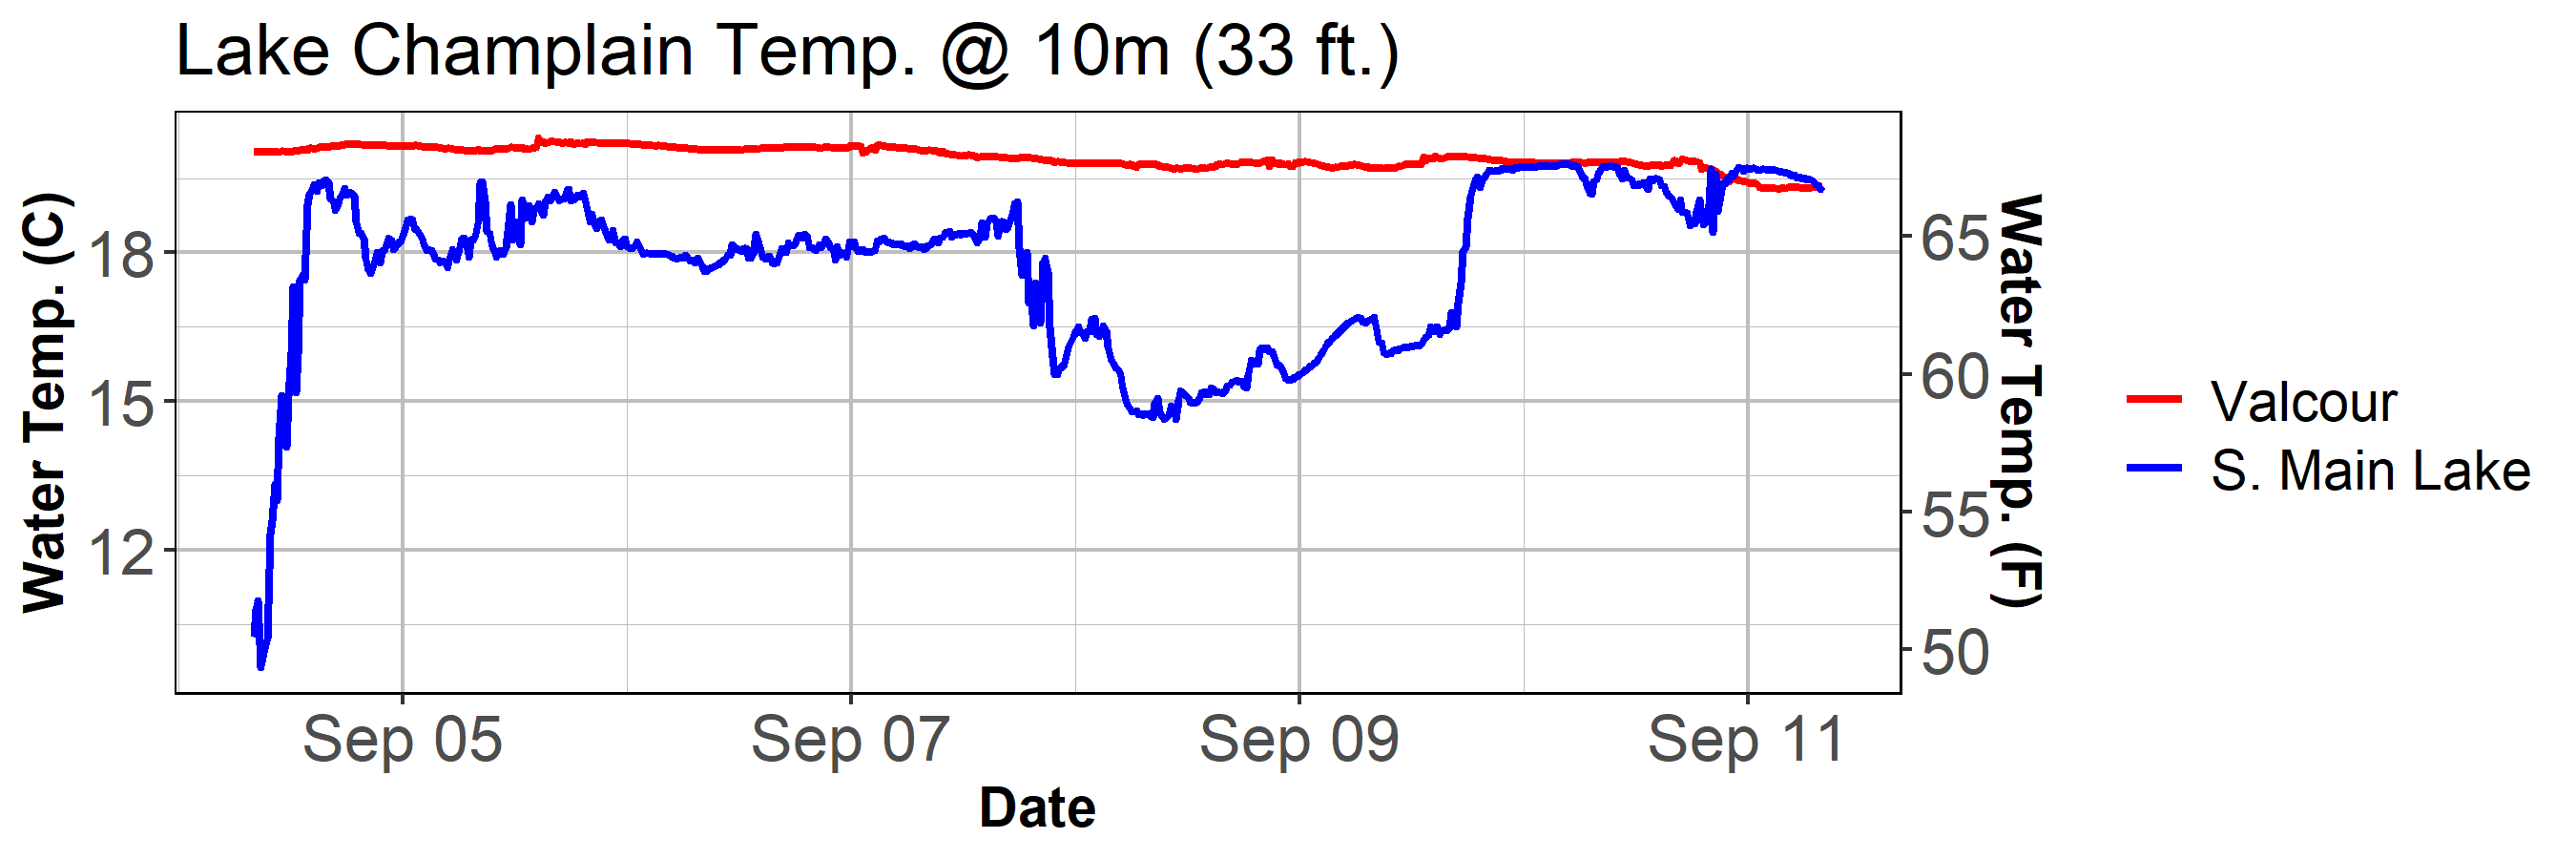 Lake Champlain Temp. @ 10m (33 ft.)
Water Temp. (C)
18
15
12
65
60
55
50
Water Temp. (F)
Sep 05
Sep 07
Sep 09
Sep 11
Date
Valcour
S. Main Lake